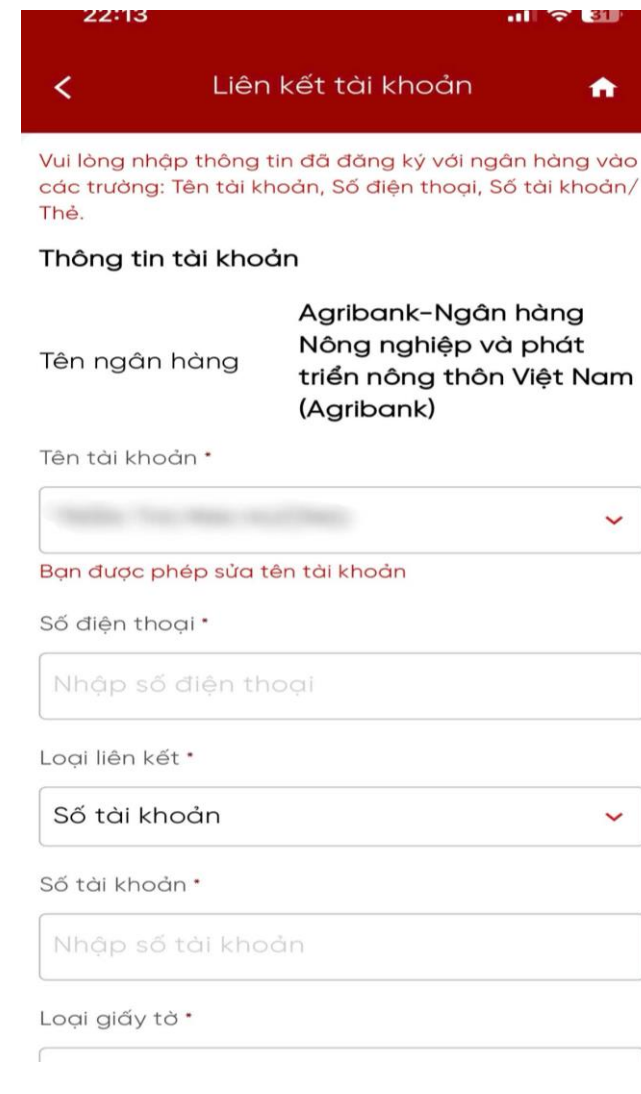 22:13
31
Liên kết tài khoản
Vui lòng nhập thông tin đã đăng ký với ngân hàng vào
các trường: Tên tài khoản, Số điện thoại, Số tài khoản/
Thẻ.
Thông tin tài khoản
Tên ngân hàng
Agribank-Ngân hàng
Nông nghiệp và phát
triển nông thôn Việt Nam
(Agribank)
Tên tài khoản *
Bạn được phép sửa tên tài khoản
Số điện thoại *
Nhập số điện thoại
Loại liên kết *
Số tài khoản
Số tài khoản *
Nhập số tài khoản
Loại giấy tờ *